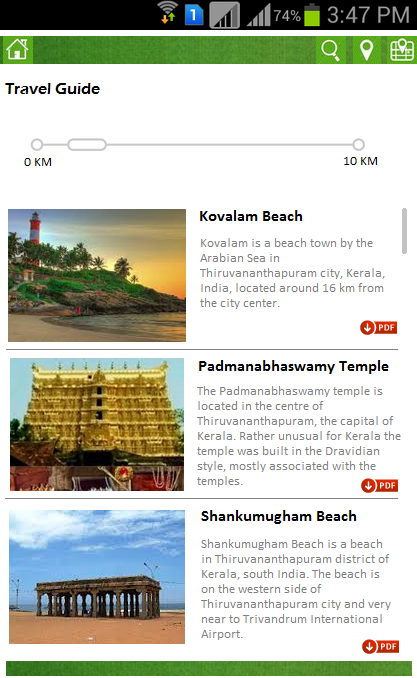 1 74% 3:47 PM
Travel Guide
0 KM 10 KM
Kovalam Beach
Kovalam is a beach town by the
Arabian Sea in
Thiruvananthapuram city, Kerala,
India, located around 16 km from
the city center.
PDF
Padmanabhaswamy Temple
The Padmanabhaswamy temple is
located in the centre of
Thiruvananthapuram, the capital of
Kerala. Rather unusual for Kerala the
temple was built in the Dravidian
style, mostly associated with the
temples.
PDF
Shankumugham Beach
Shankumugham Beach is a beach
in Thiruvananthapuram district of
Kerala, south India. The beach is
on the western side of
Thiruvananthapuram city and very
near to Trivandrum International
Airport.
PDF